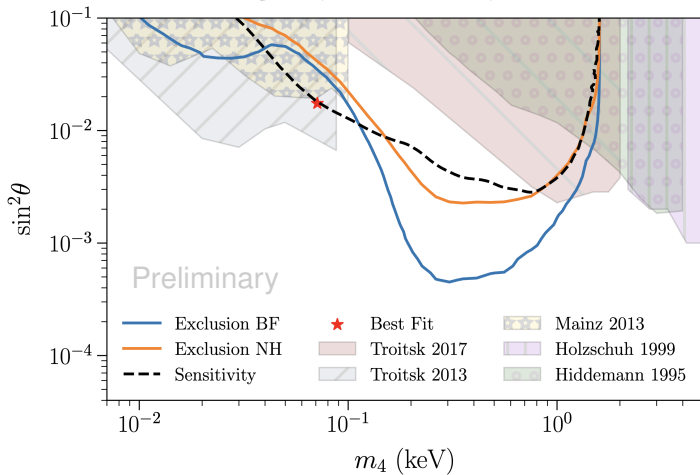 10⁻¹
10⁻²
10⁻³
10⁻⁴
sin²θ
Preliminary
Exclusion BF
Exclusion NH
Sensitivity
Best Fit
Troitsk 2017
Troitsk 2013
Mainz 2013
Holzschuh 1999
Hiddemann 1995
10⁻²
10⁻¹
10⁰
m₄ (keV)